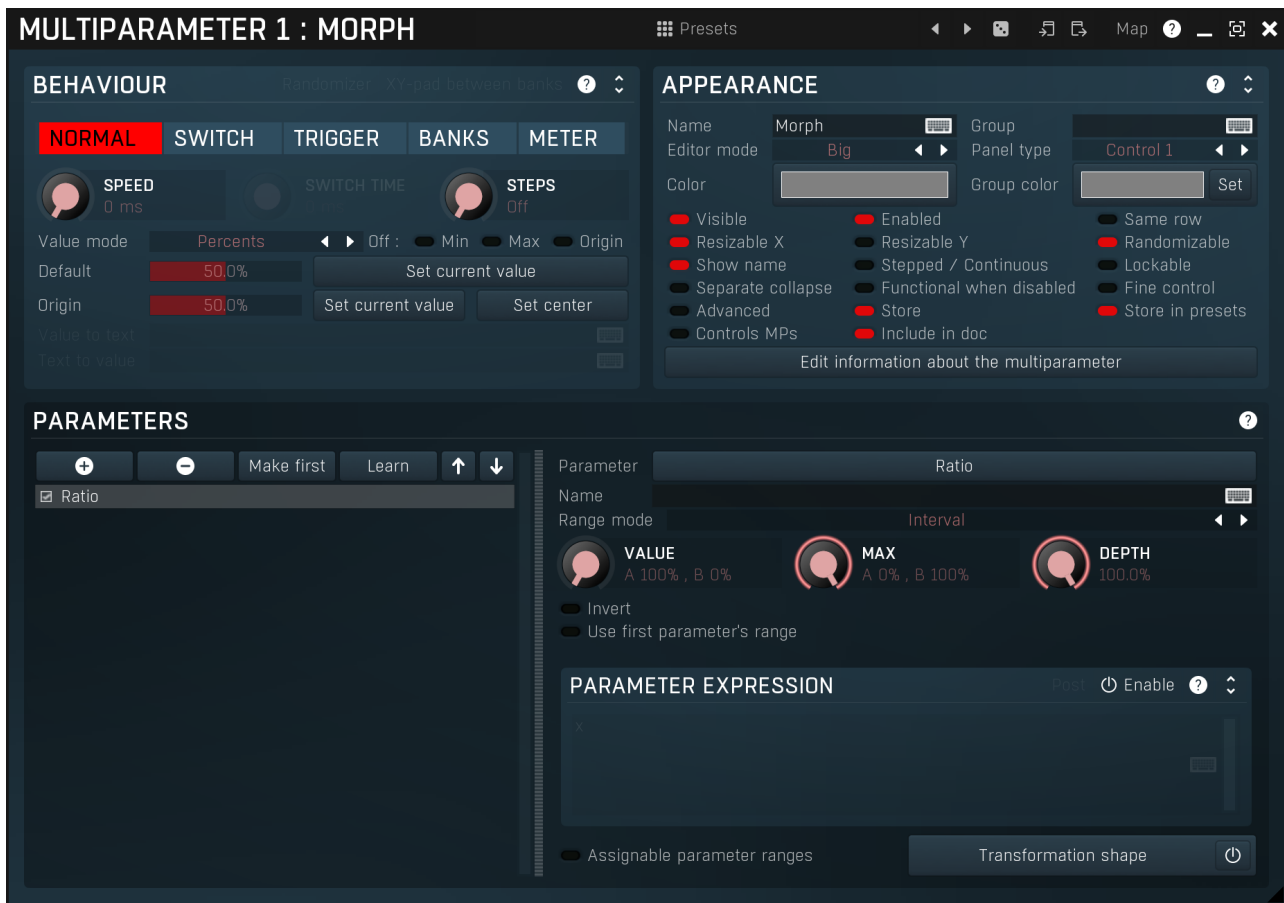 MULTIPARAMETER 1 : MORPH
Presets
Map
BEHAVIOUR
Randomizer XY-pad between banks
NORMAL SWITCH TRIGGER BANKS METER
SPEED
0 ms
SWITCH TIME
STEPS
Off
Value mode Percents Off : Min Max Origin
Default 50.0% Set current value
Origin 50.0% Set current value Set center
Value to text
Text to value
APPEARANCE
Name Morph Group
Editor mode Big Panel type Control 1
Color Group color Set
Visible Enabled Same row
Resizable X Resizable Y Randomizable
Show name Stepped / Continuous Lockable
Separate collapse Functional when disabled Fine control
Advanced Store Store in presets
Controls MPs Include in doc
Edit information about the multiparameter
PARAMETERS
Make first Learn
Ratio
Parameter Ratio
Name
Range mode Interval
VALUE
A 100% , B 0%
MAX
A 0% , B 100%
DEPTH
100.0%
Invert
Use first parameter's range
PARAMETER EXPRESSION Post Enable
x
Assignable parameter ranges Transformation shape